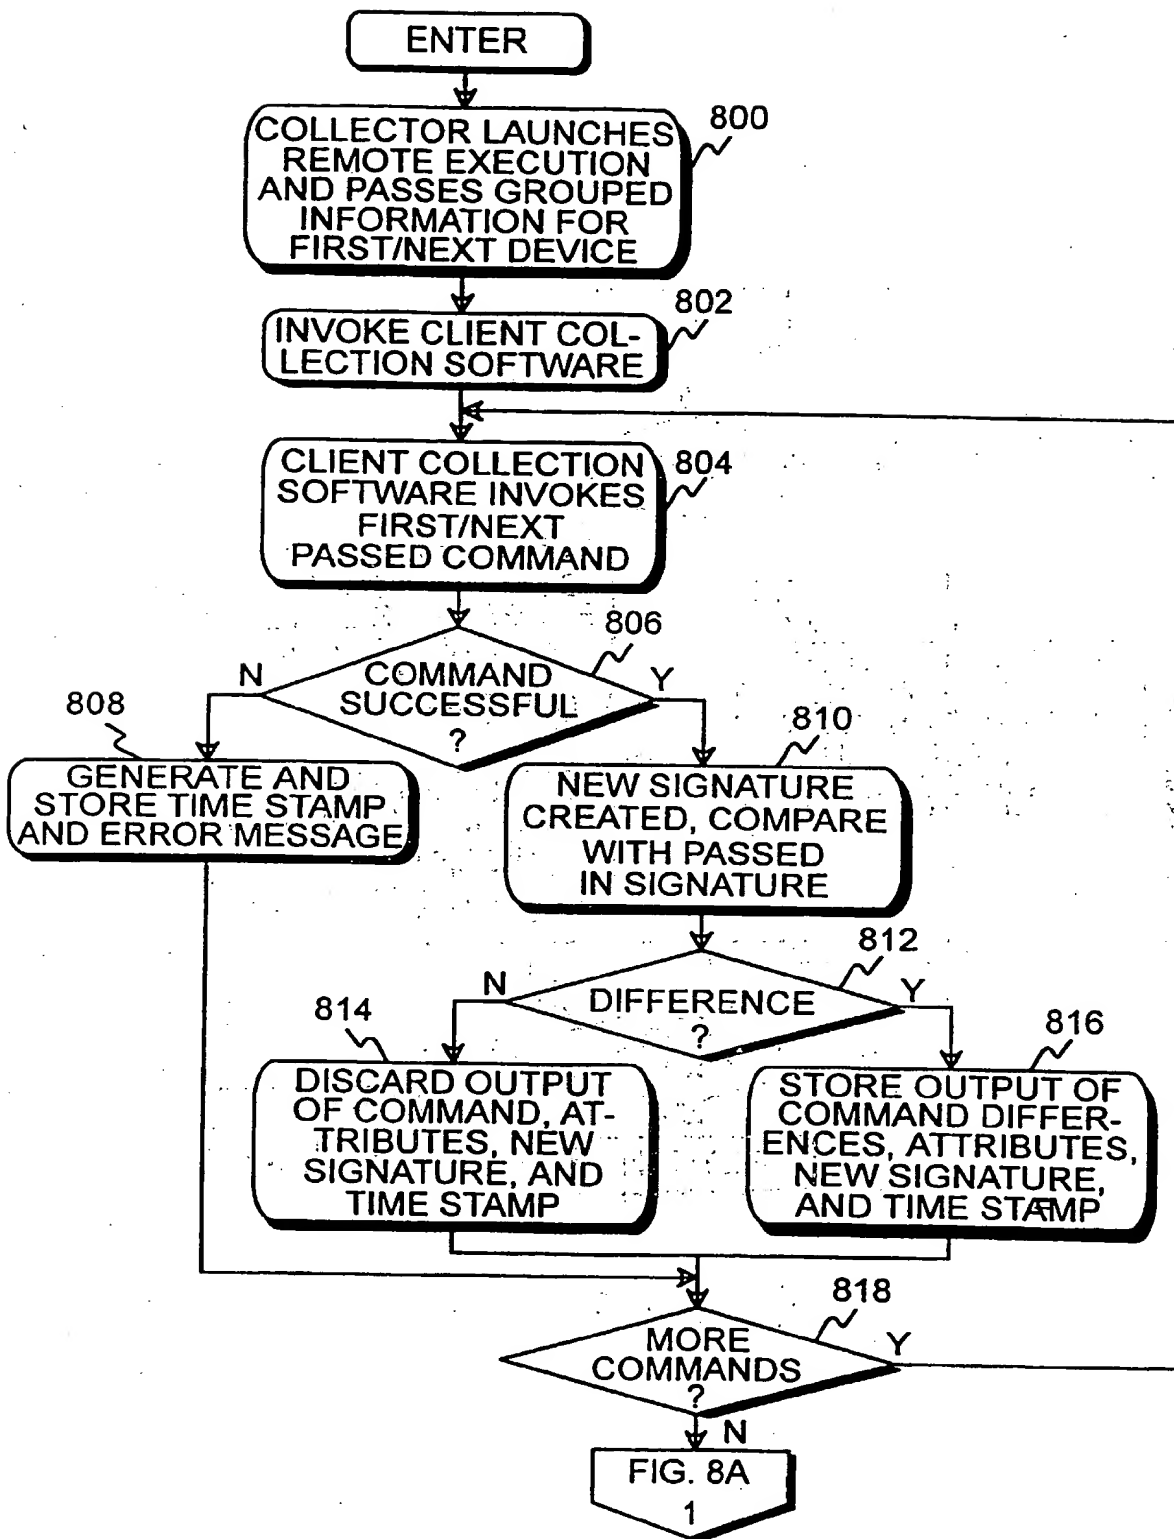 ENTER
800
COLLECTOR LAUNCHES
REMOTE EXECUTION
AND PASSES GROUPED
INFORMATION FOR
FIRST/NEXT DEVICE
802
INVOKE CLIENT COL-
LECTION SOFTWARE
804
CLIENT COLLECTION
SOFTWARE INVOKES
FIRST/NEXT
PASSED COMMAND
806
N
COMMAND
SUCCESSFUL
?
Y
808
GENERATE AND
STORE TIME STAMP
AND ERROR MESSAGE
810
NEW SIGNATURE
CREATED, COMPARE
WITH PASSED
IN SIGNATURE
812
N
DIFFERENCE
?
Y
814
DISCARD OUTPUT
OF COMMAND, AT-
TRIBUTES, NEW
SIGNATURE, AND
TIME STAMP
816
STORE OUTPUT OF
COMMAND DIFFER-
ENCES, ATTRIBUTES,
NEW SIGNATURE,
AND TIME STAMP
818
MORE
COMMANDS
?
Y
N
FIG. 8A
1